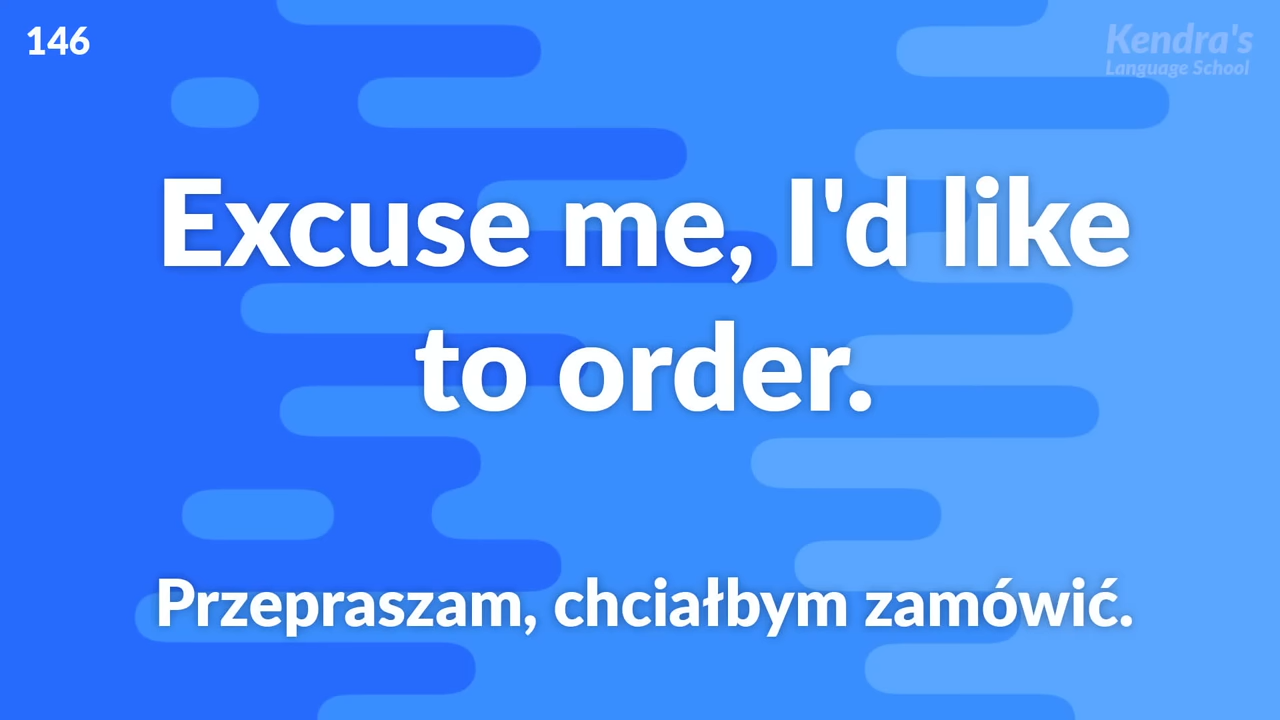 146
Kendra's
Language School
Excuse me, I'd like
to order.
Przepraszam, chciałbym zamówić.